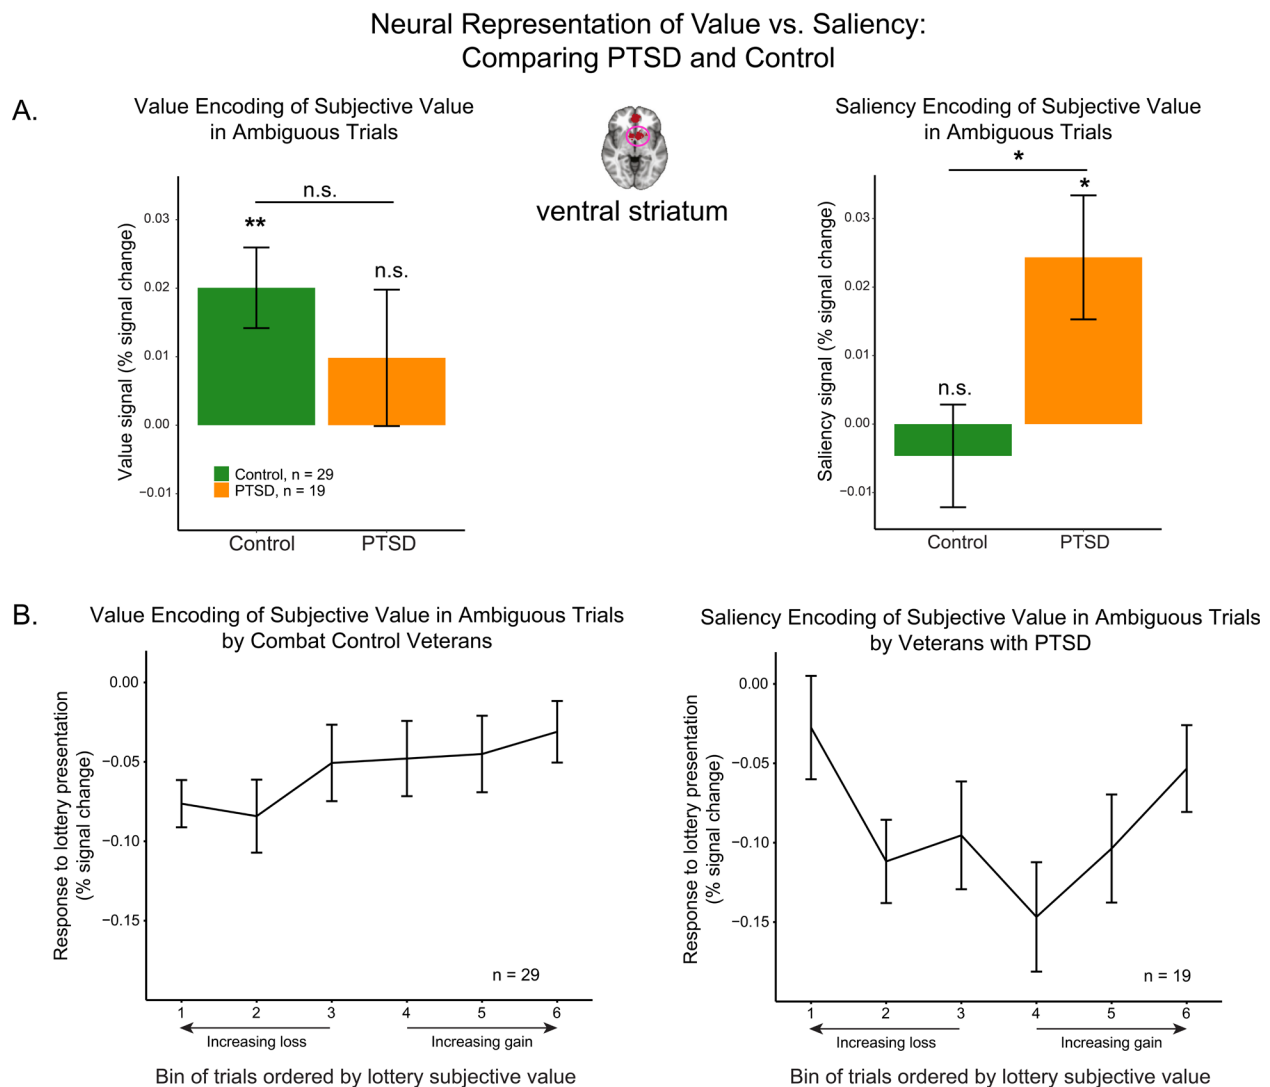 Neural Representation of Value vs. Saliency:
Comparing PTSD and Control
A.
Value Encoding of Subjective Value
in Ambiguous Trials
Value signal (% signal change)
0.03
0.02
0.01
0.00
−0.01
n.s.
**
n.s.
Control, n = 29
PTSD, n = 19
Control
PTSD
ventral striatum
Saliency Encoding of Subjective Value
in Ambiguous Trials
Saliency signal (% signal change)
0.03
0.02
0.01
0.00
−0.01
*
*
n.s.
Control
PTSD
B.
Value Encoding of Subjective Value in Ambiguous Trials
by Combat Control Veterans
Response to lottery presentation
(% signal change)
0.00
−0.05
−0.10
−0.15
n = 29
1 2 3 4 5 6
Increasing loss Increasing gain
Bin of trials ordered by lottery subjective value
Saliency Encoding of Subjective Value in Ambiguous Trials
by Veterans with PTSD
Response to lottery presentation
(% signal change)
0.00
−0.05
−0.10
−0.15
n = 19
1 2 3 4 5 6
Increasing loss Increasing gain
Bin of trials ordered by lottery subjective value